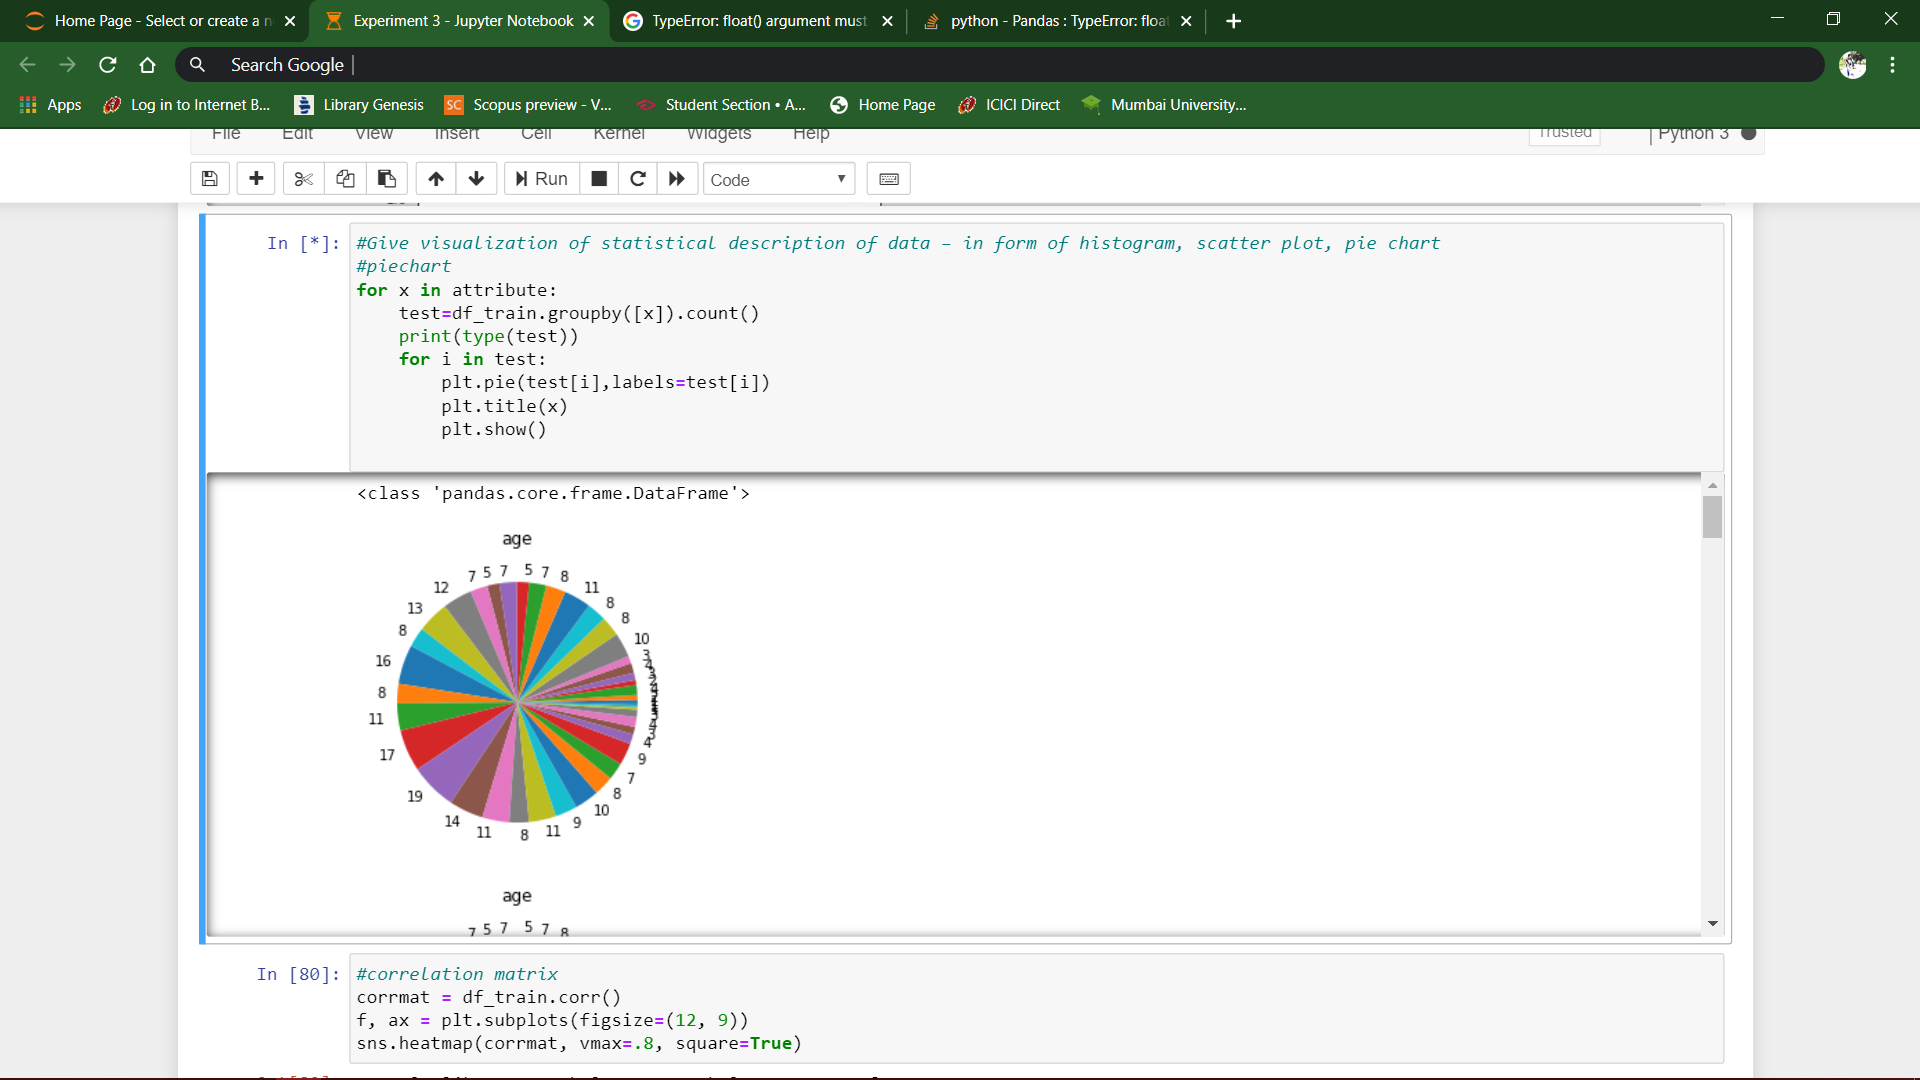 Home Page - Select or create a n
Experiment 3 - Jupyter Notebook
TypeError: float() argument must
python - Pandas : TypeError: float
Search Google
Apps
Log in to Internet B...
Library Genesis
SC Scopus preview - V...
Student Section • A...
Home Page
ICICI Direct
Mumbai University...
File Edit View Insert Cell Kernel Widgets Help
Trusted
Python 3
Run
Code
In [*]:
#Give visualization of statistical description of data – in form of histogram, scatter plot, pie chart
#piechart
for x in attribute:
    test=df_train.groupby([x]).count()
    print(type(test))
    for i in test:
        plt.pie(test[i],labels=test[i])
        plt.title(x)
        plt.show()
<class 'pandas.core.frame.DataFrame'>
age
7 5 7 5 7 8
12 11
13 8
8 8
16 10
8
11
17 9
19 7
14 8
11 8 11 9 10
age
7 5 7 5 7 8
In [80]:
#correlation matrix
corrmat = df_train.corr()
f, ax = plt.subplots(figsize=(12, 9))
sns.heatmap(corrmat, vmax=.8, square=True)